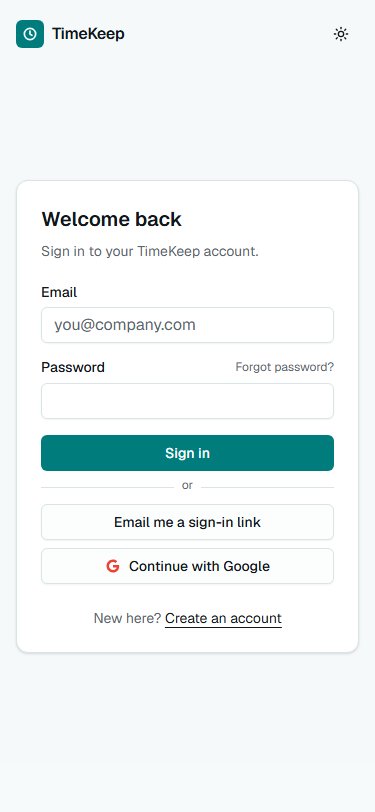 TimeKeep
Welcome back
Sign in to your TimeKeep account.
Email
you@company.com
Password Forgot password?
Sign in
or
Email me a sign-in link
Continue with Google
New here? Create an account